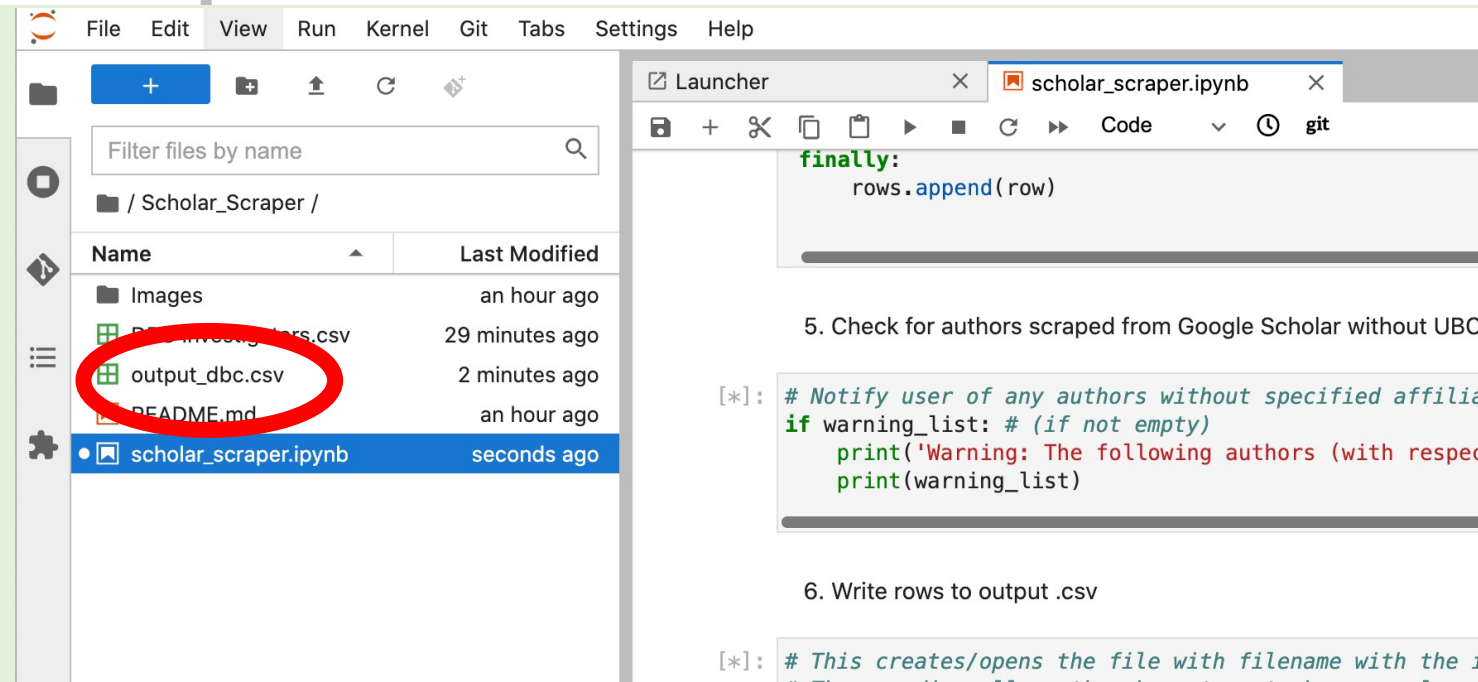 File Edit View Run Kernel Git Tabs Settings Help
Launcher
scholar_scraper.ipynb
Code
git
Filter files by name
/ Scholar_Scraper /
Name Last Modified
Images an hour ago
.csv 29 minutes ago
output_dbc.csv 2 minutes ago
README.md an hour ago
scholar_scraper.ipynb seconds ago
finally:
rows.append(row)
5. Check for authors scraped from Google Scholar without UBC
[*]: # Notify user of any authors without specified affilia
if warning_list: # (if not empty)
print('Warning: The following authors (with respec
print(warning_list)
6. Write rows to output .csv
[*]: # This creates/opens the file with filename with the